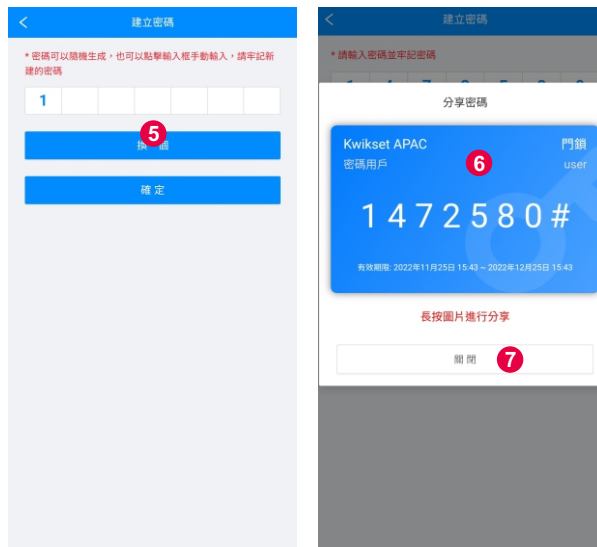 建立密碼
* 密碼可以隨機生成，也可以點擊輸入框手動輸入，請牢記新
建的密碼
1
5
換 個
確 定
建立密碼
* 請輸入密碼並牢記密碼
分享密碼
Kwikset APAC 門鎖
密碼用戶 user
6
1472580#
有效期限: 2022年11月25日 15:43 ~ 2022年12月25日 15:43
長按圖片進行分享
關 閉
7